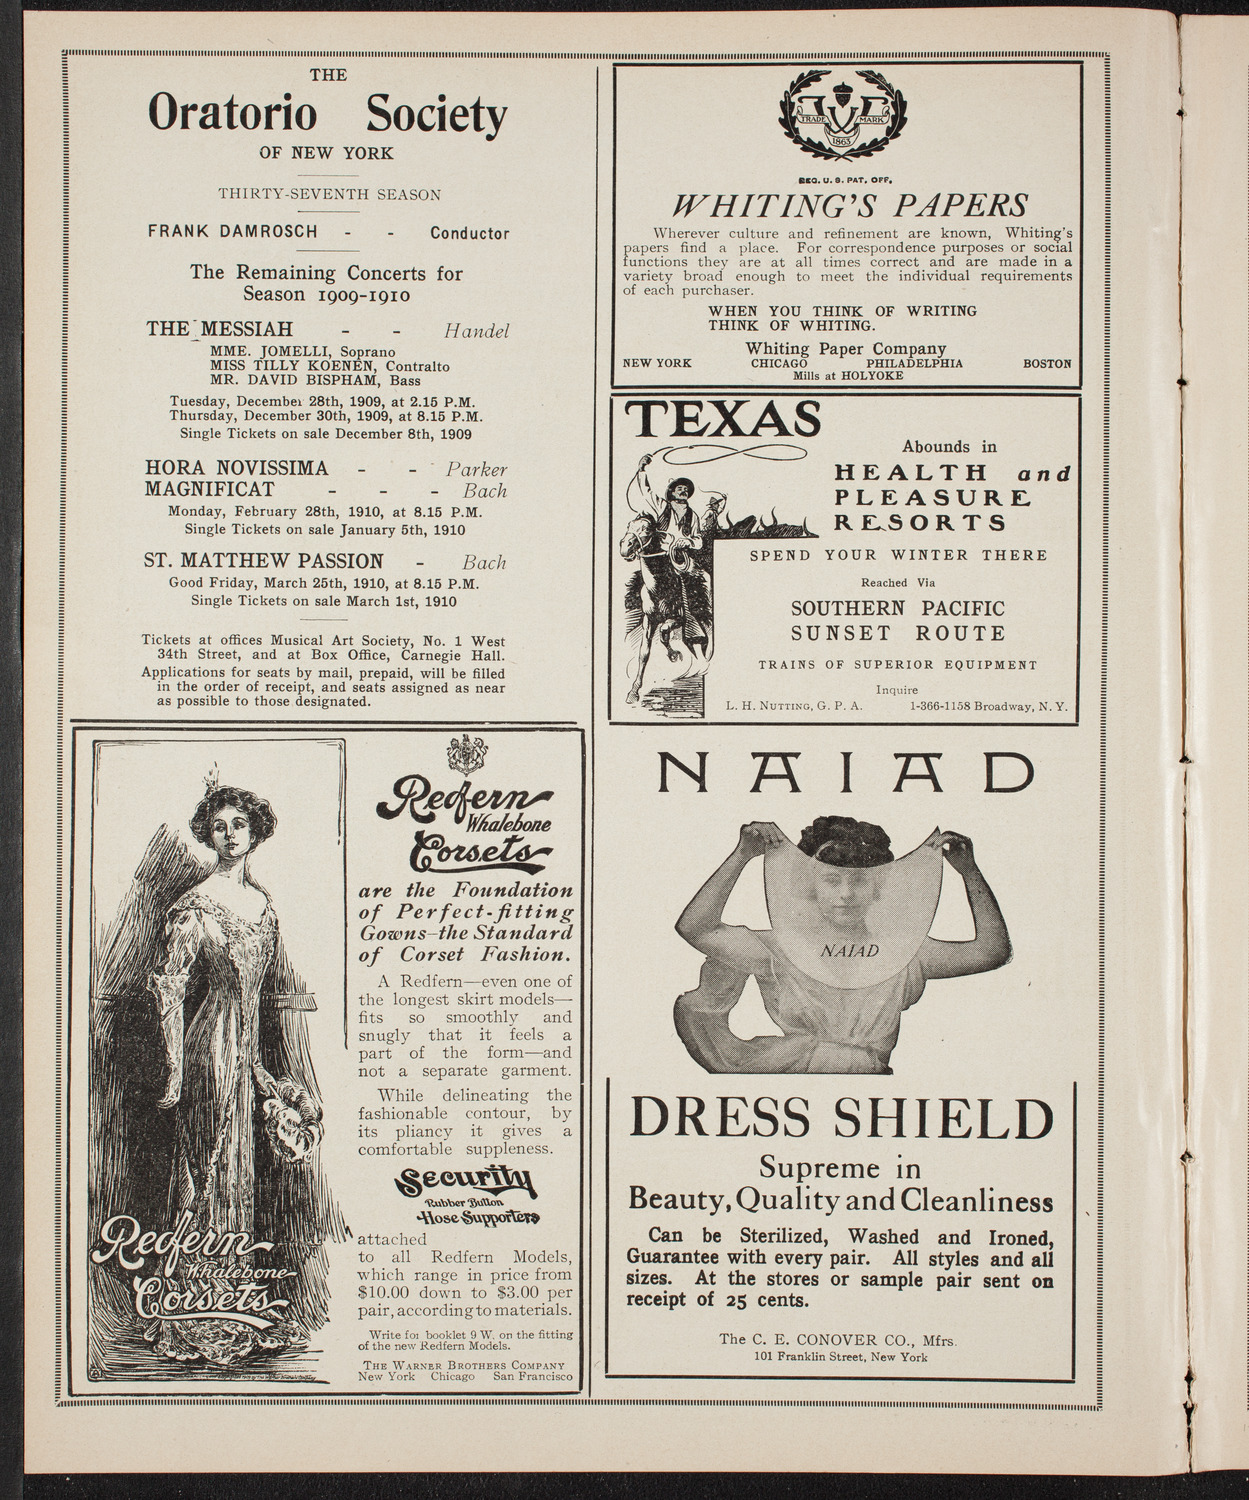 THE
Oratorio Society
OF NEW YORK
THIRTY-SEVENTH SEASON
FRANK DAMROSCH - - Conductor
The Remaining Concerts for
Season 1909-1910
THE MESSIAH - - Handel
MME. JOMELLI, Soprano
MISS TILLY KOENEN, Contralto
MR. DAVID BISPHAM, Bass
Tuesday, December 28th, 1909, at 2.15 P.M.
Thursday, December 30th, 1909, at 8.15 P.M.
Single Tickets on sale December 8th, 1909
HORA NOVISSIMA - - Parker
MAGNIFICAT - - - Bach
Monday, February 28th, 1910, at 8.15 P.M.
Single Tickets on sale January 5th, 1910
ST. MATTHEW PASSION - Bach
Good Friday, March 25th, 1910, at 8.15 P.M.
Single Tickets on sale March 1st, 1910
Tickets at offices Musical Art Society, No. 1 West
34th Street, and at Box Office, Carnegie Hall.
Applications for seats by mail, prepaid, will be filled
in the order of receipt, and seats assigned as near
as possible to those designated.
Redfern
Whalebone
Corsets
are the Foundation
of Perfect-fitting
Gowns—the Standard
of Corset Fashion.
A Redfern—even one of
the longest skirt models—
fits so smoothly and
snugly that it feels a
part of the form—and
not a separate garment.
While delineating the
fashionable contour, by
its pliancy it gives a
comfortable suppleness.
Security
Rubber Button
Hose Supporters
attached
to all Redfern Models,
which range in price from
$10.00 down to $3.00 per
pair, according to materials.
Write for booklet 9 W. on the fitting
of the new Redfern Models.
THE WARNER BROTHERS COMPANY
New York Chicago San Francisco
Redfern
Whalebone
Corsets
TRADE MARK
1863
REG. U. S. PAT. OFF.
WHITING'S PAPERS
Wherever culture and refinement are known, Whiting's
papers find a place. For correspondence purposes or social
functions they are at all times correct and are made in a
variety broad enough to meet the individual requirements
of each purchaser.
WHEN YOU THINK OF WRITING
THINK OF WHITING.
Whiting Paper Company
NEW YORK CHICAGO PHILADELPHIA BOSTON
Mills at HOLYOKE
TEXAS
Abounds in
HEALTH and
PLEASURE
RESORTS
SPEND YOUR WINTER THERE
Reached Via
SOUTHERN PACIFIC
SUNSET ROUTE
TRAINS OF SUPERIOR EQUIPMENT
Inquire
L. H. NUTTING, G. P. A. 1-366-1158 Broadway, N. Y.
NAIAD
NAIAD
DRESS SHIELD
Supreme in
Beauty, Quality and Cleanliness
Can be Sterilized, Washed and Ironed,
Guarantee with every pair. All styles and all
sizes. At the stores or sample pair sent on
receipt of 25 cents.
The C. E. CONOVER CO., Mfrs.
101 Franklin Street, New York